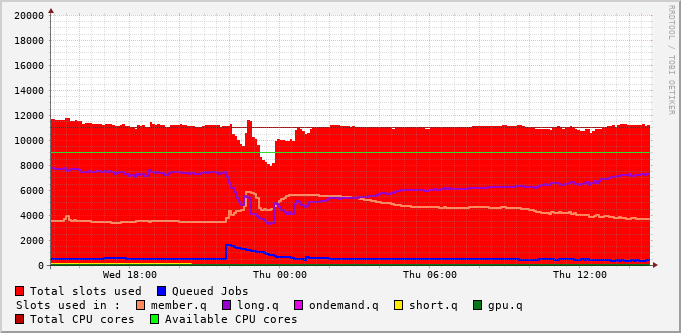 RRDTOOL / TOBI OETIKER
20000
18000
16000
14000
12000
10000
8000
6000
4000
2000
0
Wed 18:00 Thu 00:00 Thu 06:00 Thu 12:00
Total slots used Queued Jobs
Slots used in : member.q long.q ondemand.q short.q gpu.q
Total CPU cores Available CPU cores